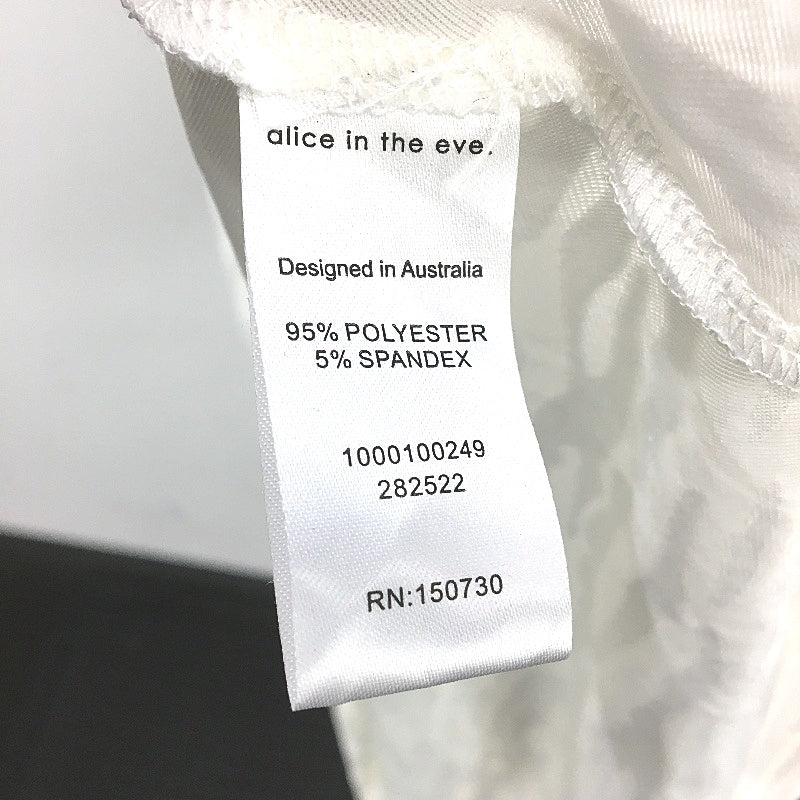 alice in the eve.
Designed in Australia
95% POLYESTER
5% SPANDEX
1000100249
282522
RN:150730